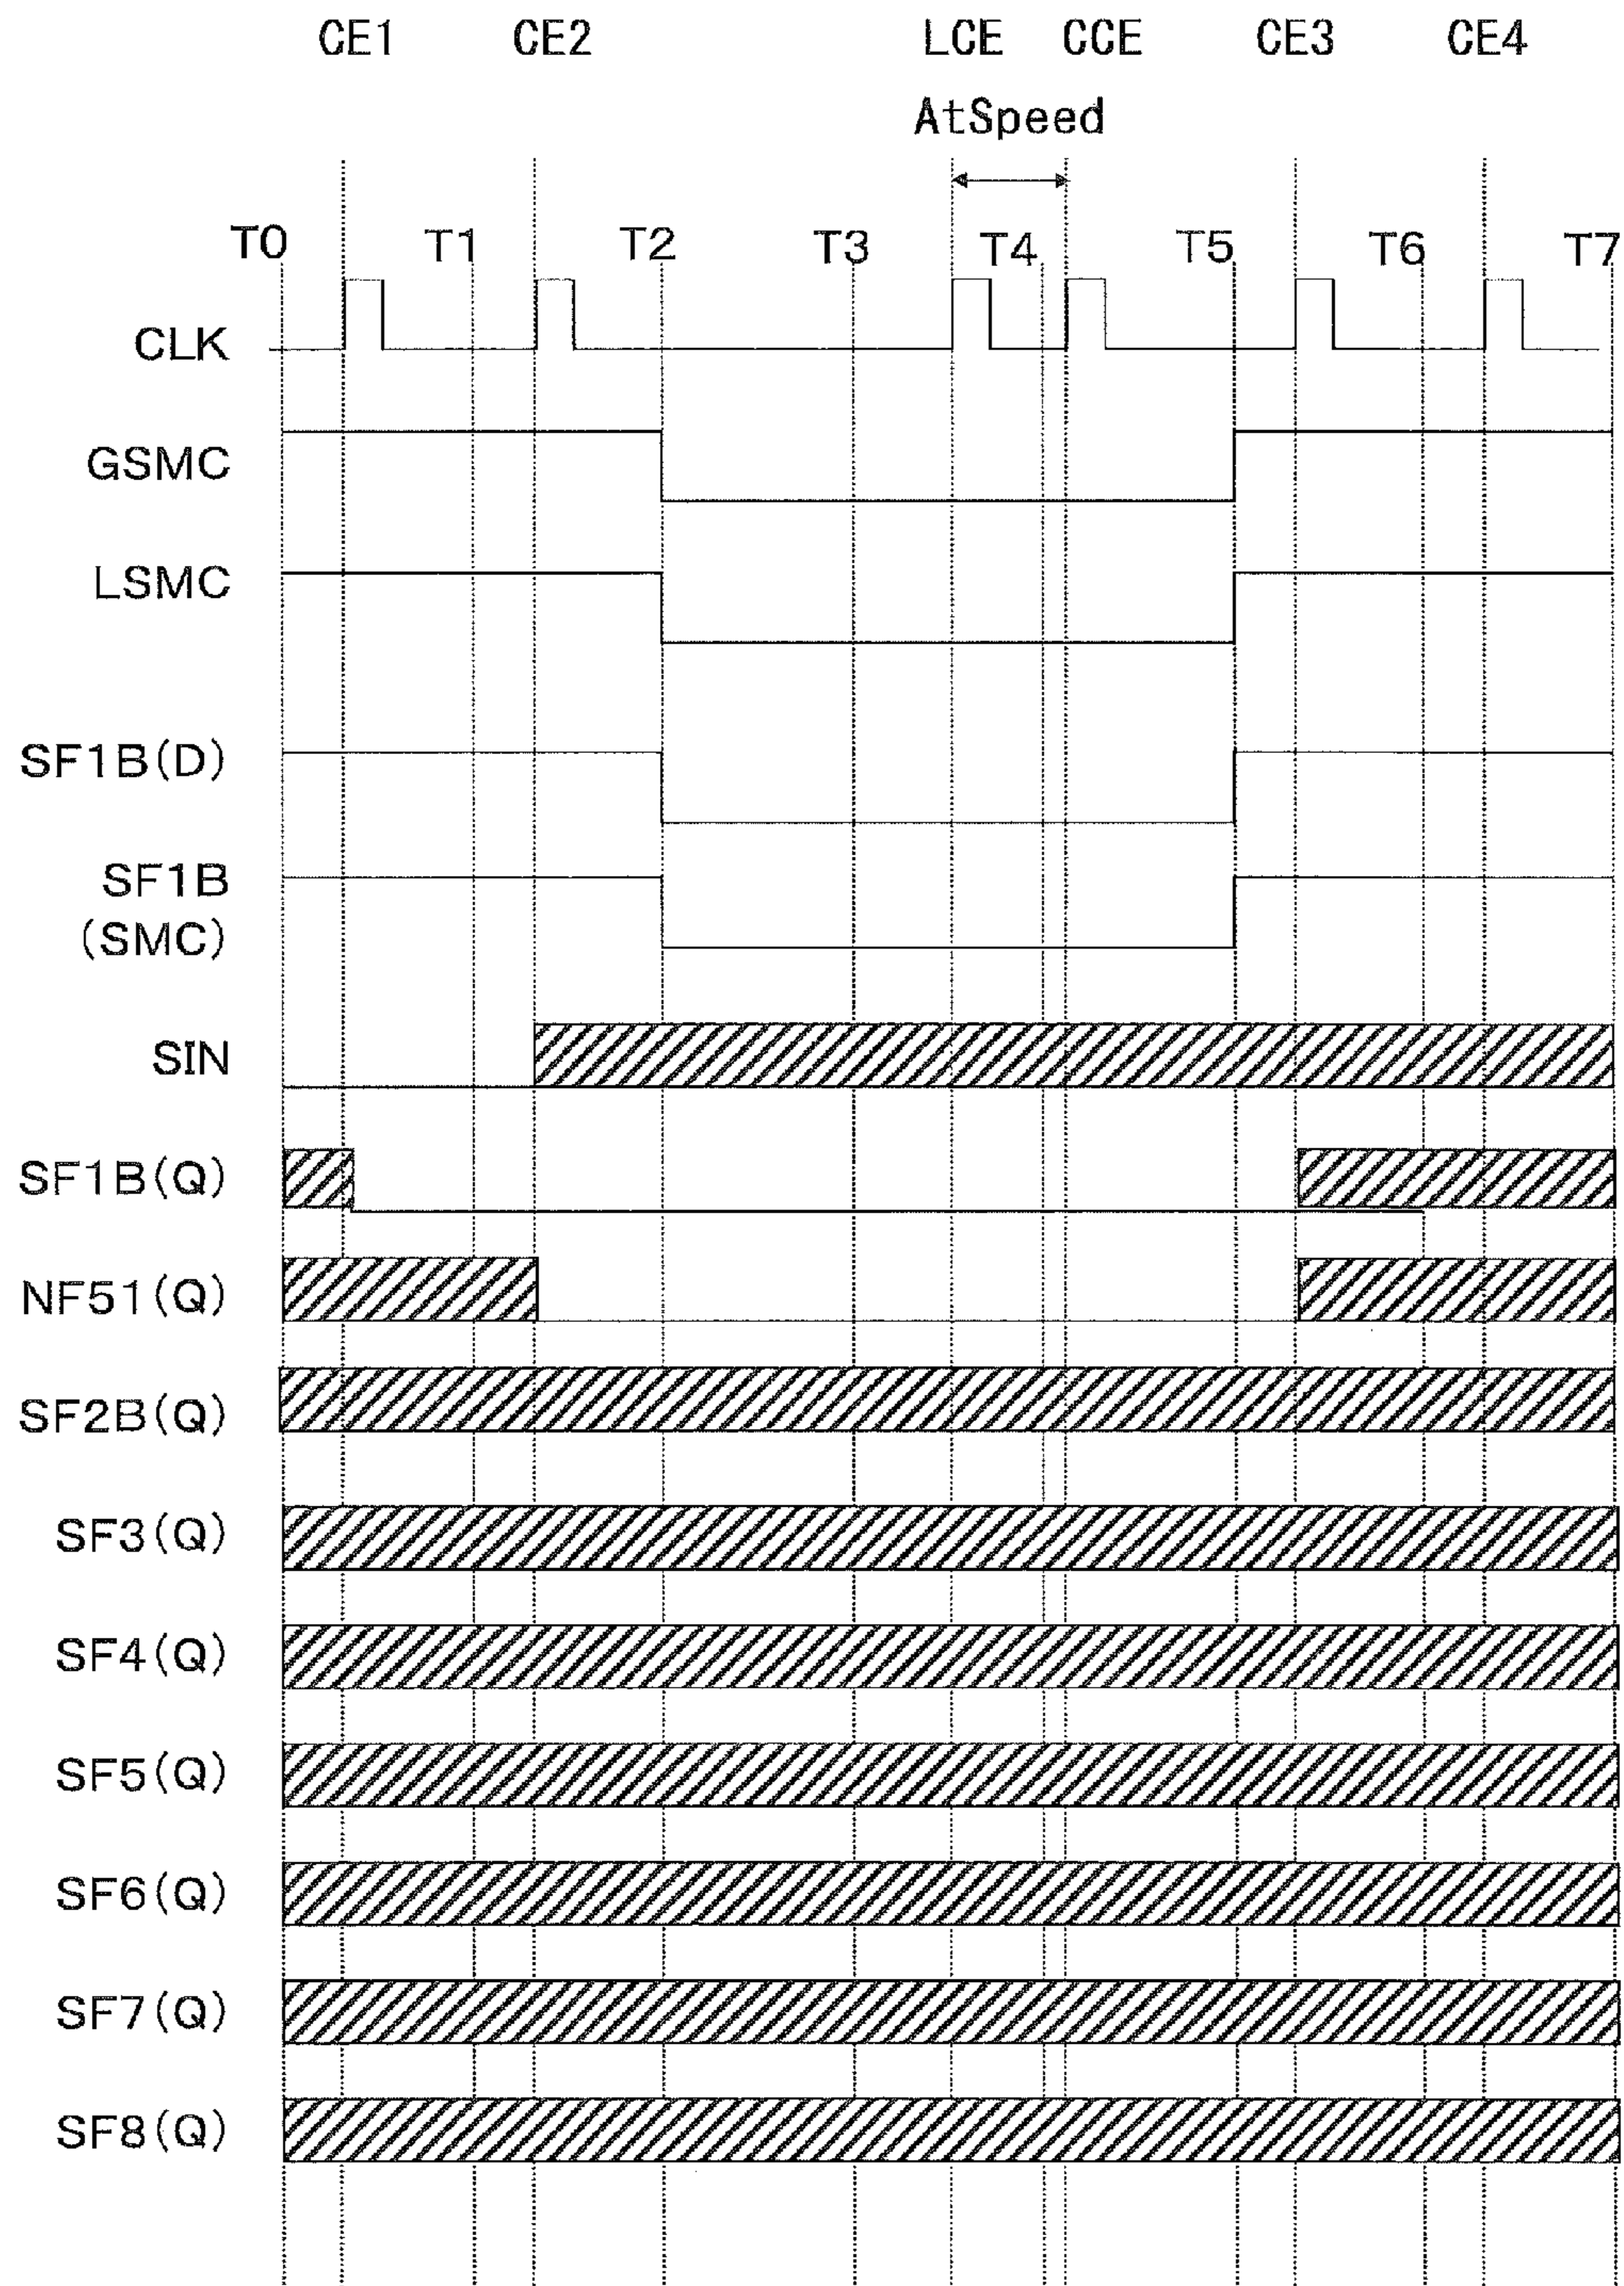 CE1 CE2 LCE CCE CE3 CE4
AtSpeed
T0 T1 T2 T3 T4 T5 T6 T7
CLK
GSMC
LSMC
SF1B(D)
SF1B
(SMC)
SIN
SF1B(Q)
NF51(Q)
SF2B(Q)
SF3(Q)
SF4(Q)
SF5(Q)
SF6(Q)
SF7(Q)
SF8(Q)